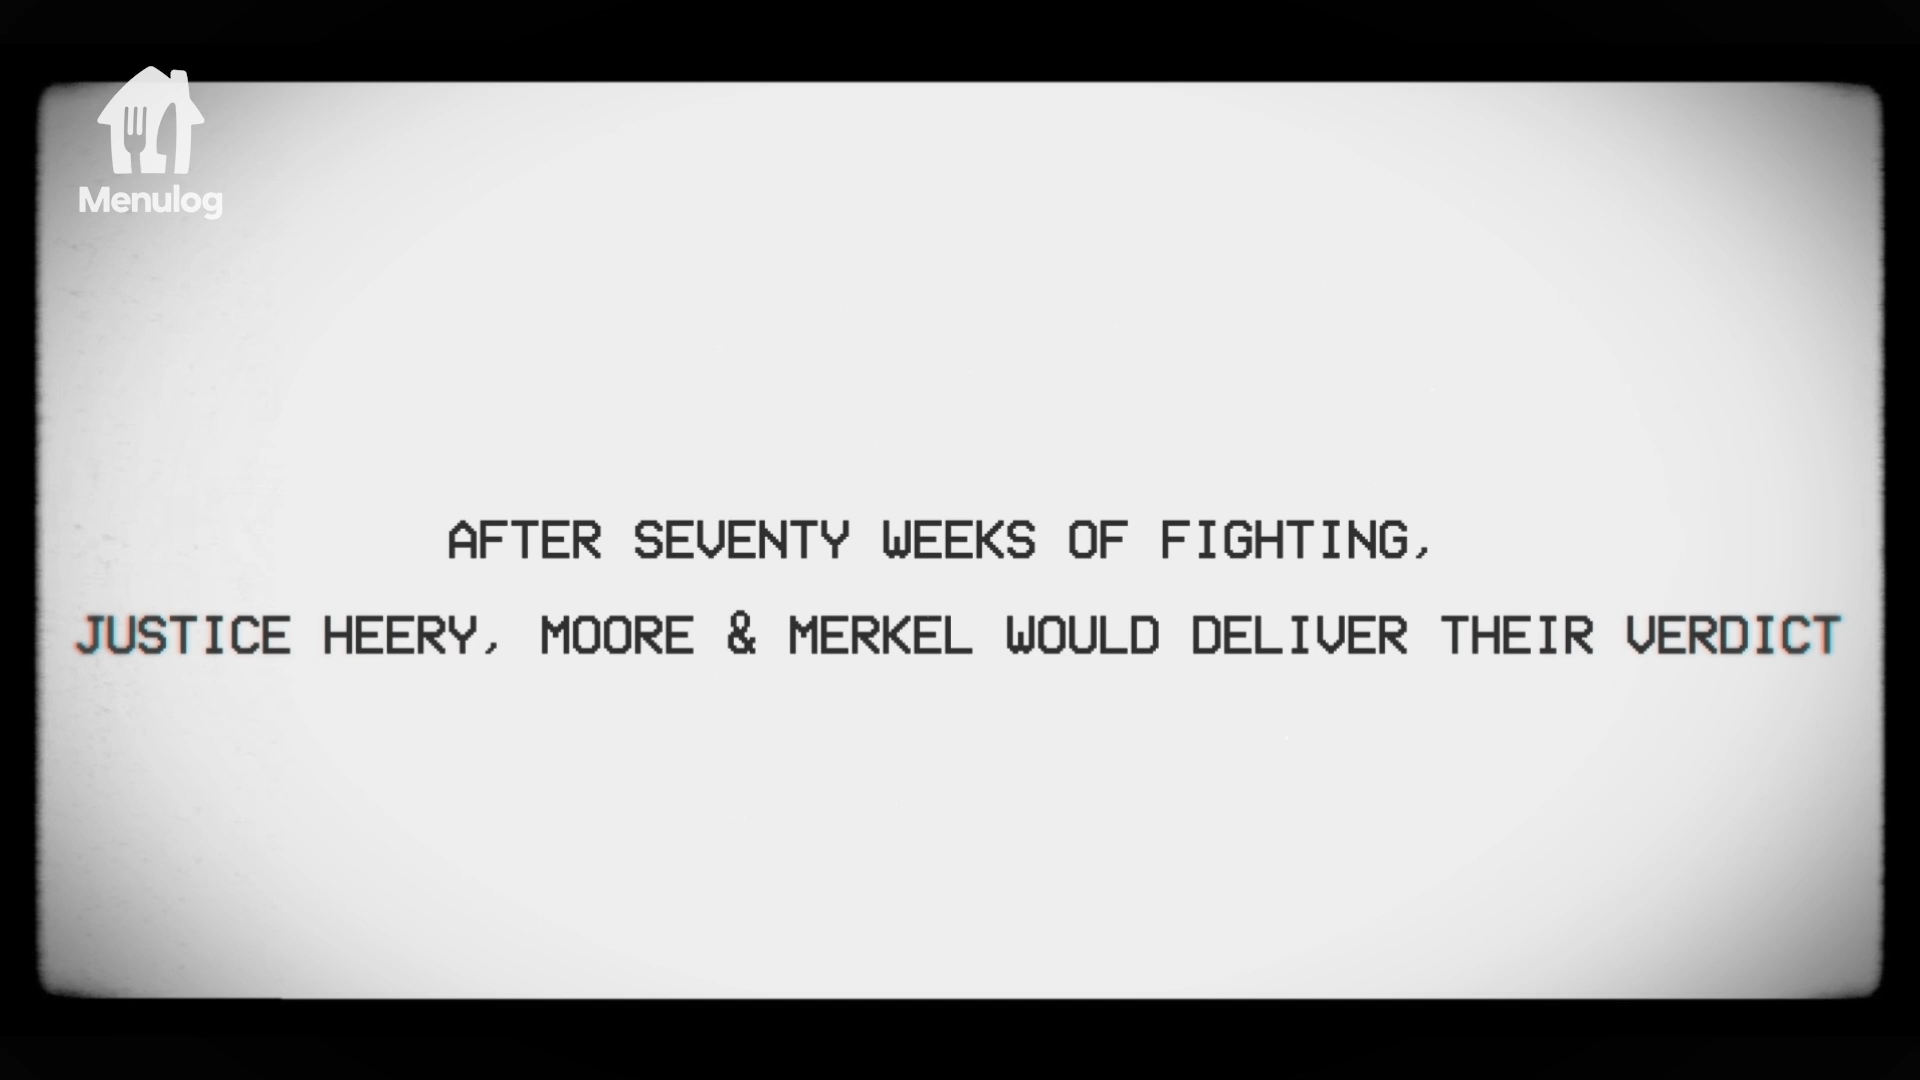 Menulog
AFTER SEVENTY WEEKS OF FIGHTING,
JUSTICE HEERY, MOORE & MERKEL WOULD DELIVER THEIR VERDICT